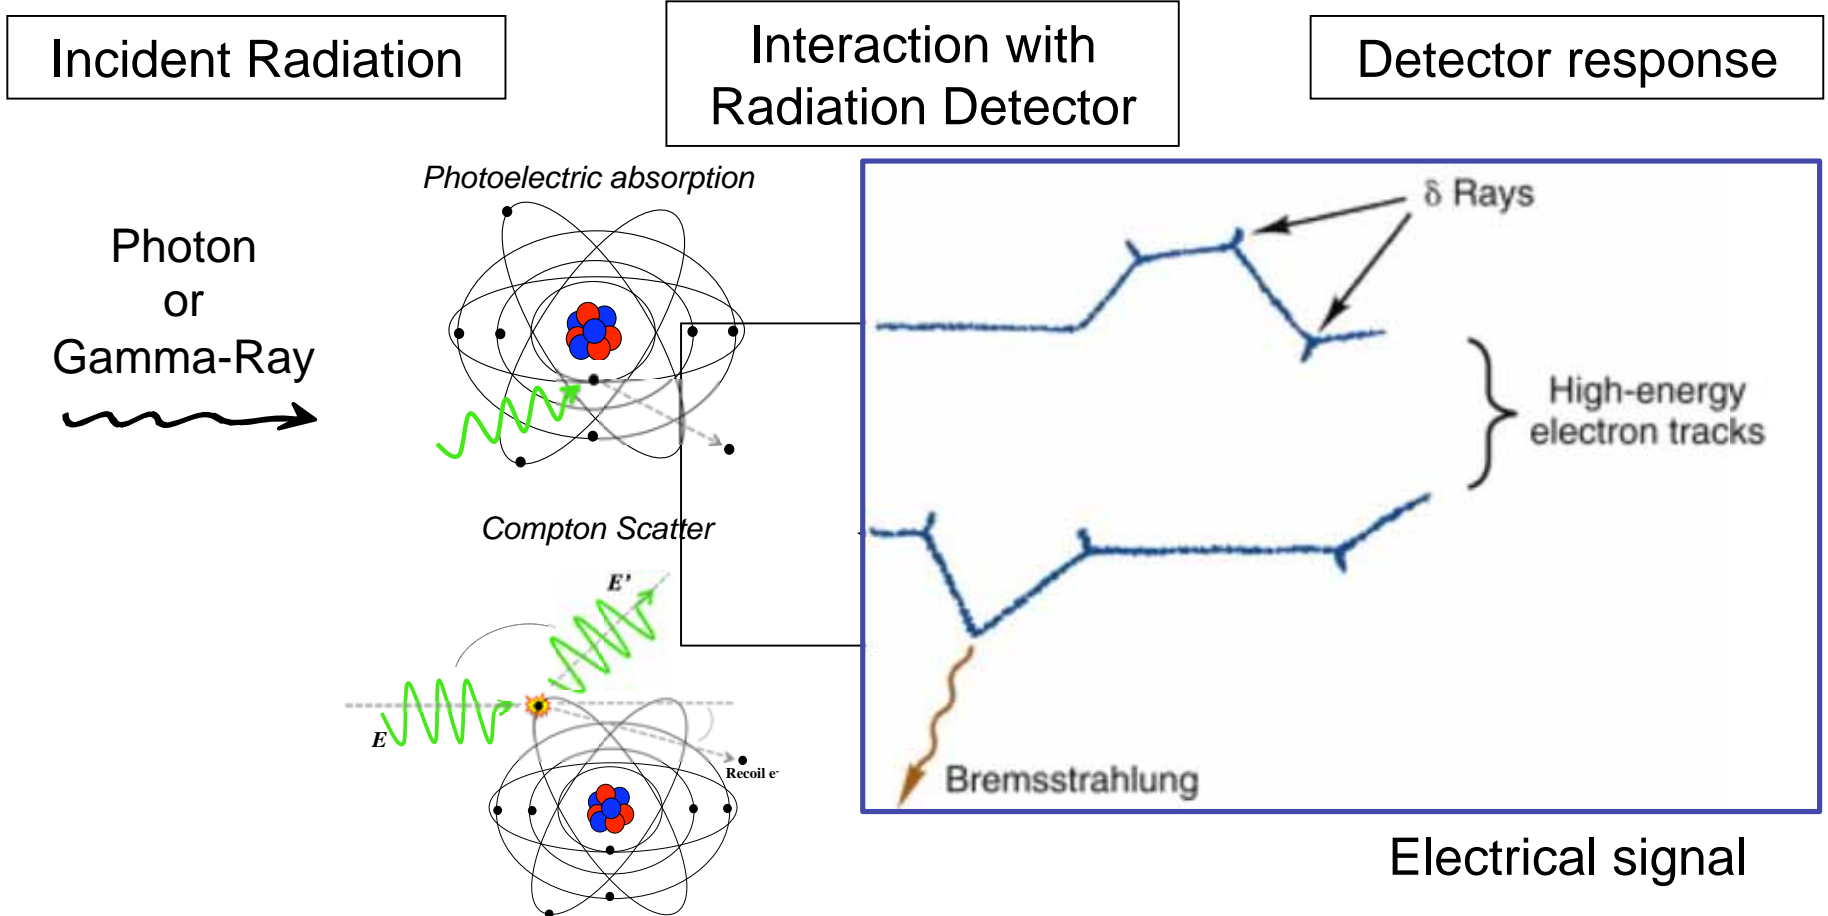 Incident Radiation
Interaction with
Radiation Detector
Detector response
Photoelectric absorption
Photon
or
Gamma-Ray
δ Rays
High-energy
electron tracks
Compton Scatter
E'
E
Recoil e-
Bremsstrahlung
Electrical signal